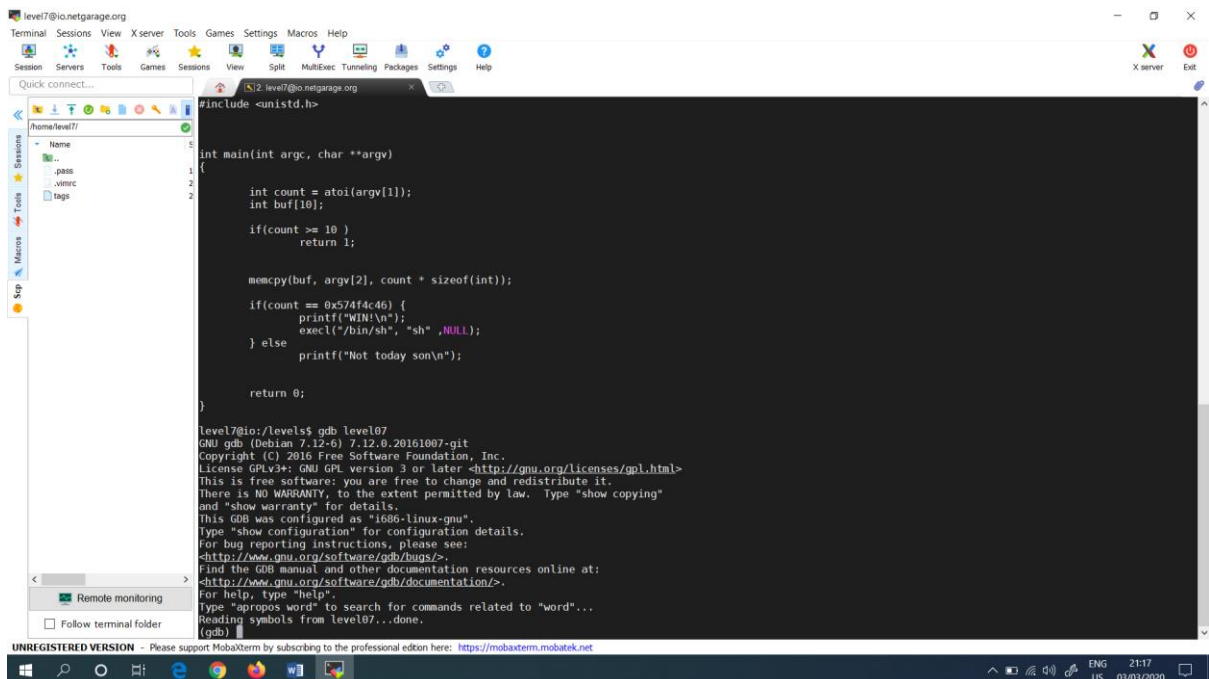 level7@io.netgarage.org
Terminal Sessions View X server Tools Games Settings Macros Help
Session Servers Tools Games Sessions View Split MultiExec Tunneling Packages Settings Help
X server Exit
Quick connect...
2. level7@io.netgarage.org
/home/level7/
Name
..
.pass
.vimrc
tags
Sessions
Tools
Macros
Scp
#include <unistd.h>
int main(int argc, char **argv)
{
int count = atoi(argv[1]);
int buf[10];
if(count >= 10 )
return 1;
memcpy(buf, argv[2], count * sizeof(int));
if(count == 0x574f4c46) {
printf("WIN!\n");
execl("/bin/sh", "sh" ,NULL);
} else
printf("Not today son\n");
return 0;
}
level7@io:/levels$ gdb level07
GNU gdb (Debian 7.12-6) 7.12.0.20161007-git
Copyright (C) 2016 Free Software Foundation, Inc.
License GPLv3+: GNU GPL version 3 or later <http://gnu.org/licenses/gpl.html>
This is free software: you are free to change and redistribute it.
There is NO WARRANTY, to the extent permitted by law.  Type "show copying"
and "show warranty" for details.
This GDB was configured as "i686-linux-gnu".
Type "show configuration" for configuration details.
For bug reporting instructions, please see:
<http://www.gnu.org/software/gdb/bugs/>.
Find the GDB manual and other documentation resources online at:
<http://www.gnu.org/software/gdb/documentation/>.
For help, type "help".
Type "apropos word" to search for commands related to "word"...
Reading symbols from level07...done.
(gdb)
Remote monitoring
Follow terminal folder
UNREGISTERED VERSION - Please support MobaXterm by subscribing to the professional edition here: https://mobaxterm.mobatek.net
ENG 21:17
US 03/03/2020